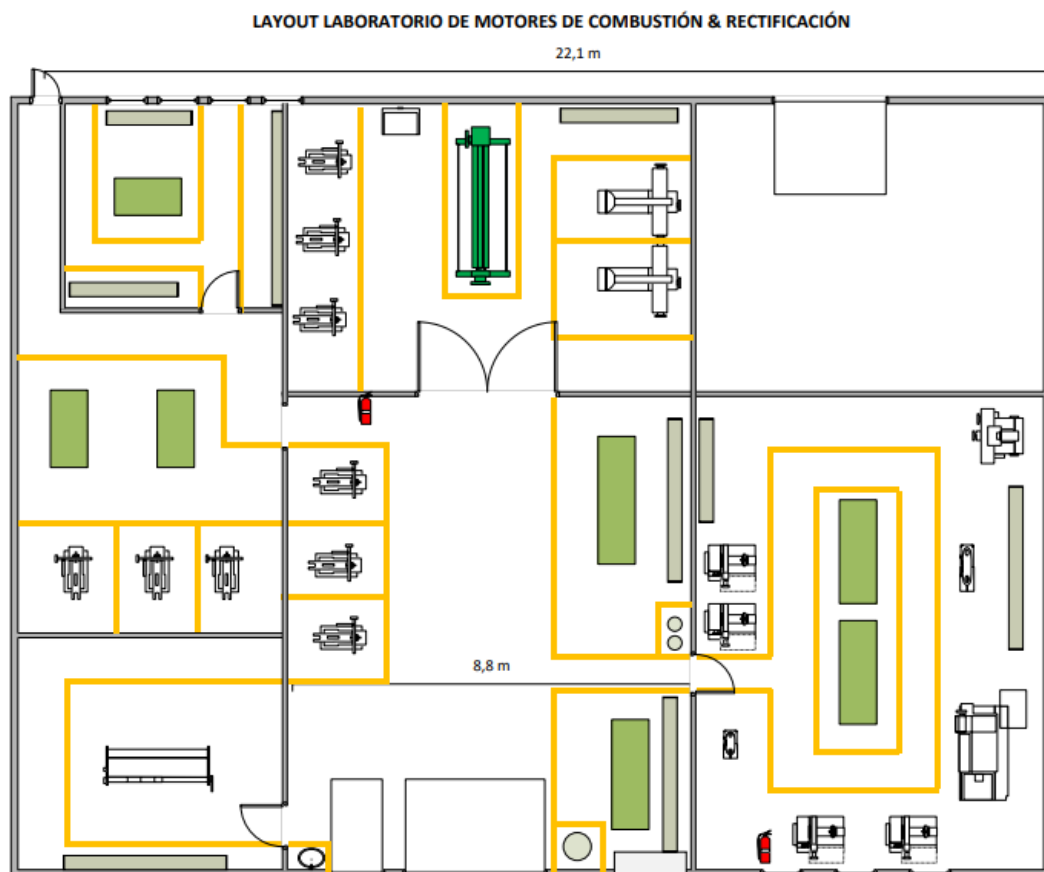 LAYOUT LABORATORIO DE MOTORES DE COMBUSTIÓN & RECTIFICACIÓN
22,1 m
8,8 m